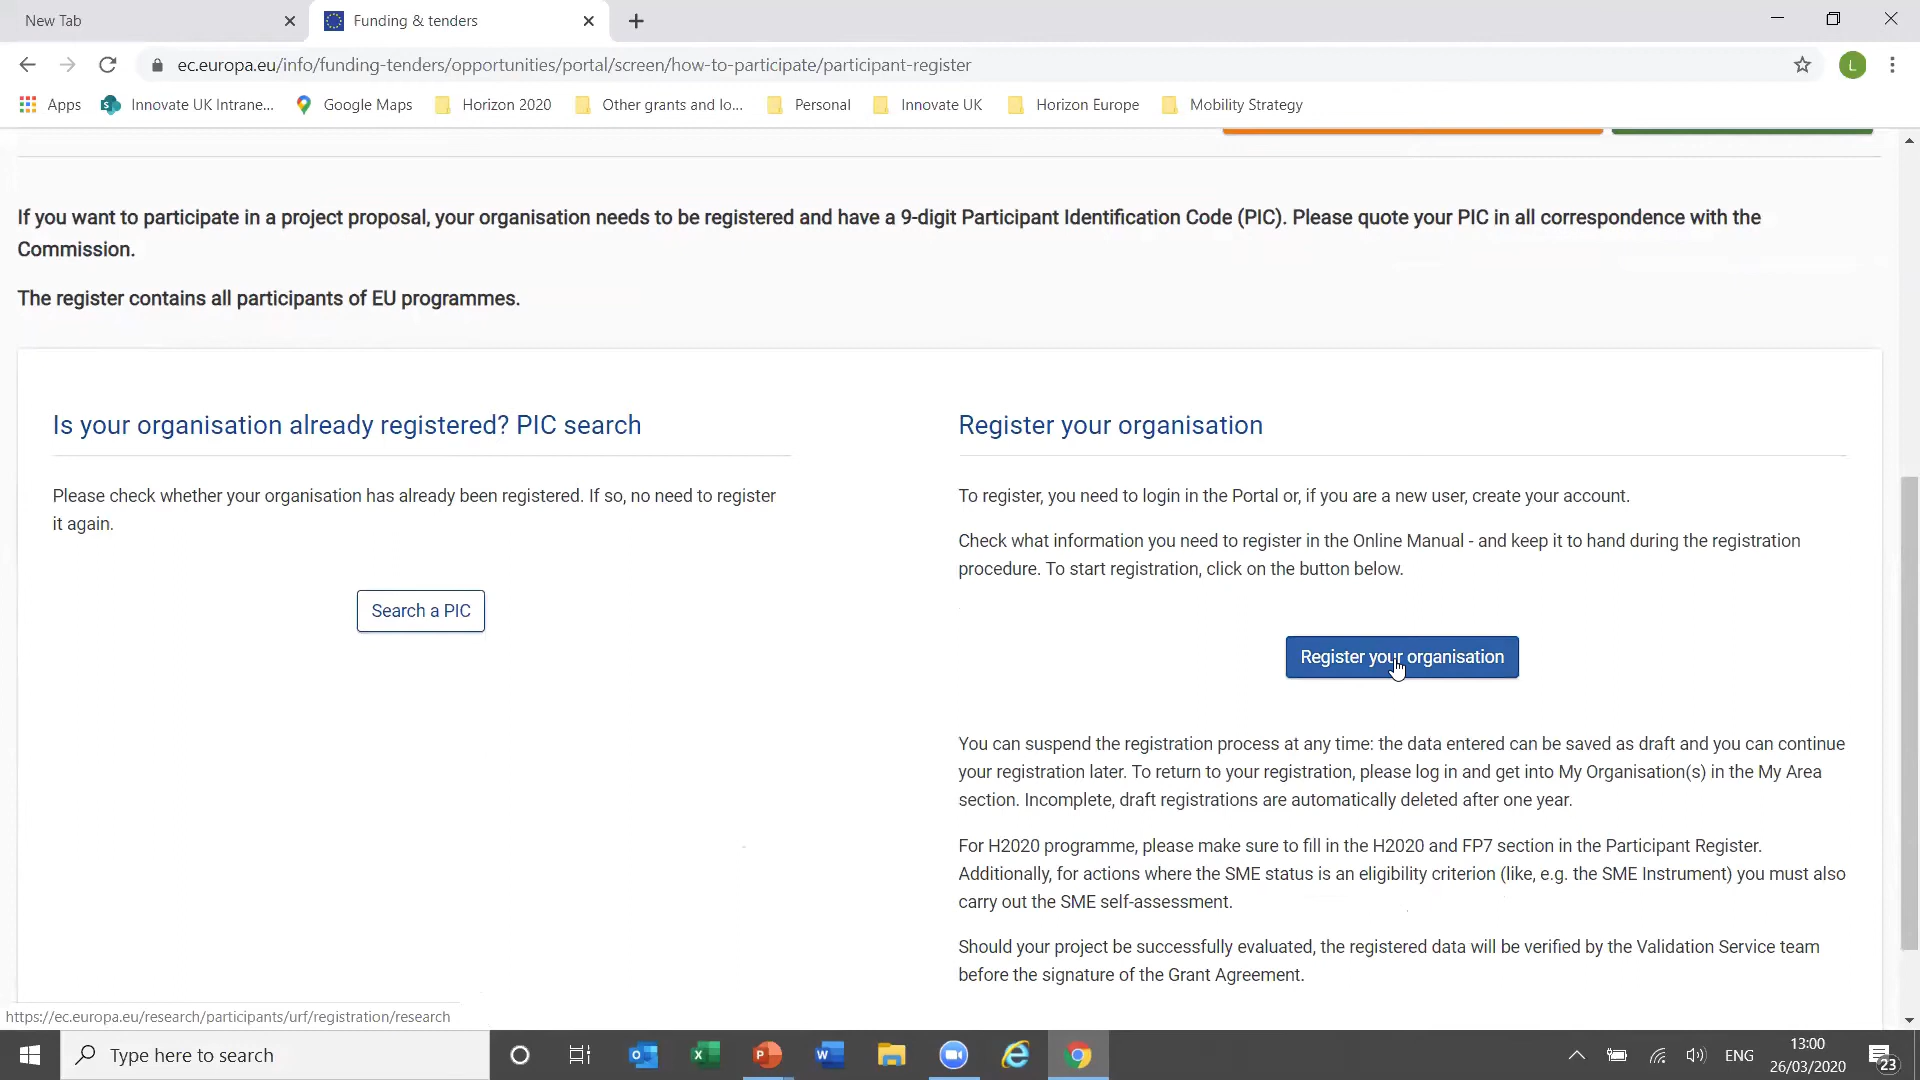 New Tab
Funding & tenders
ec.europa.eu/info/funding-tenders/opportunities/portal/screen/how-to-participate/participant-register
L
Apps
Innovate UK Intrane...
Google Maps
Horizon 2020
Other grants and lo...
Personal
Innovate UK
Horizon Europe
Mobility Strategy
If you want to participate in a project proposal, your organisation needs to be registered and have a 9-digit Participant Identification Code (PIC). Please quote your PIC in all correspondence with the
Commission.
The register contains all participants of EU programmes.
Is your organisation already registered? PIC search
Please check whether your organisation has already been registered. If so, no need to register
it again.
Search a PIC
Register your organisation
To register, you need to login in the Portal or, if you are a new user, create your account.
Check what information you need to register in the Online Manual - and keep it to hand during the registration
procedure. To start registration, click on the button below.
Register your organisation
You can suspend the registration process at any time: the data entered can be saved as draft and you can continue
your registration later. To return to your registration, please log in and get into My Organisation(s) in the My Area
section. Incomplete, draft registrations are automatically deleted after one year.
For H2020 programme, please make sure to fill in the H2020 and FP7 section in the Participant Register.
Additionally, for actions where the SME status is an eligibility criterion (like, e.g. the SME Instrument) you must also
carry out the SME self-assessment.
Should your project be successfully evaluated, the registered data will be verified by the Validation Service team
before the signature of the Grant Agreement.
https://ec.europa.eu/research/participants/urf/registration/research
Type here to search
ENG
13:00
26/03/2020
23